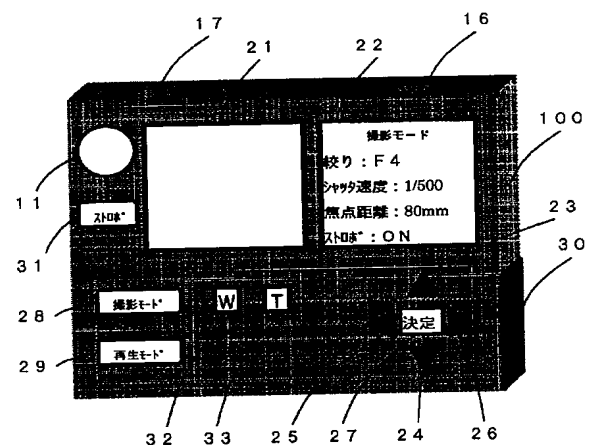 17
21
22
16
撮影モード
絞り：F4
シャッタ速度：1/500
焦点距離：80mm
ストロボ：ON
100
11
ストロボ
23
31
30
28
撮影モード
W T
決定
29
再生モード
32 33 25 27 24 26